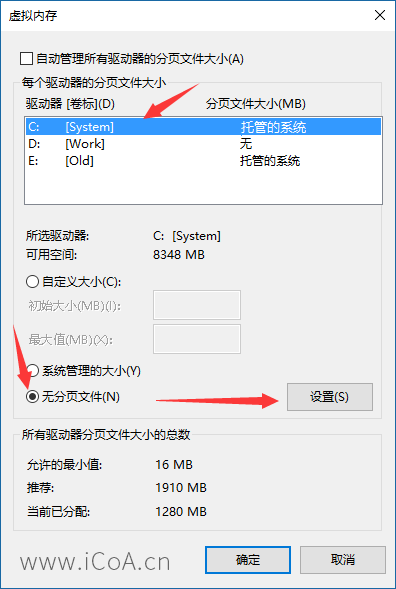 虚拟内存
自动管理所有驱动器的分页文件大小(A)
每个驱动器的分页文件大小
驱动器 [卷标](D) 分页文件大小(MB)
C: [System] 托管的系统
D: [Work] 无
E: [Old] 托管的系统
所选驱动器: C: [System]
可用空间: 8348 MB
自定义大小(C):
初始大小(MB)(I):
最大值(MB)(X):
系统管理的大小(Y)
无分页文件(N) 设置(S)
所有驱动器分页文件大小的总数
允许的最小值: 16 MB
推荐: 1910 MB
当前已分配: 1280 MB
www.iCoA.cn 确定 取消